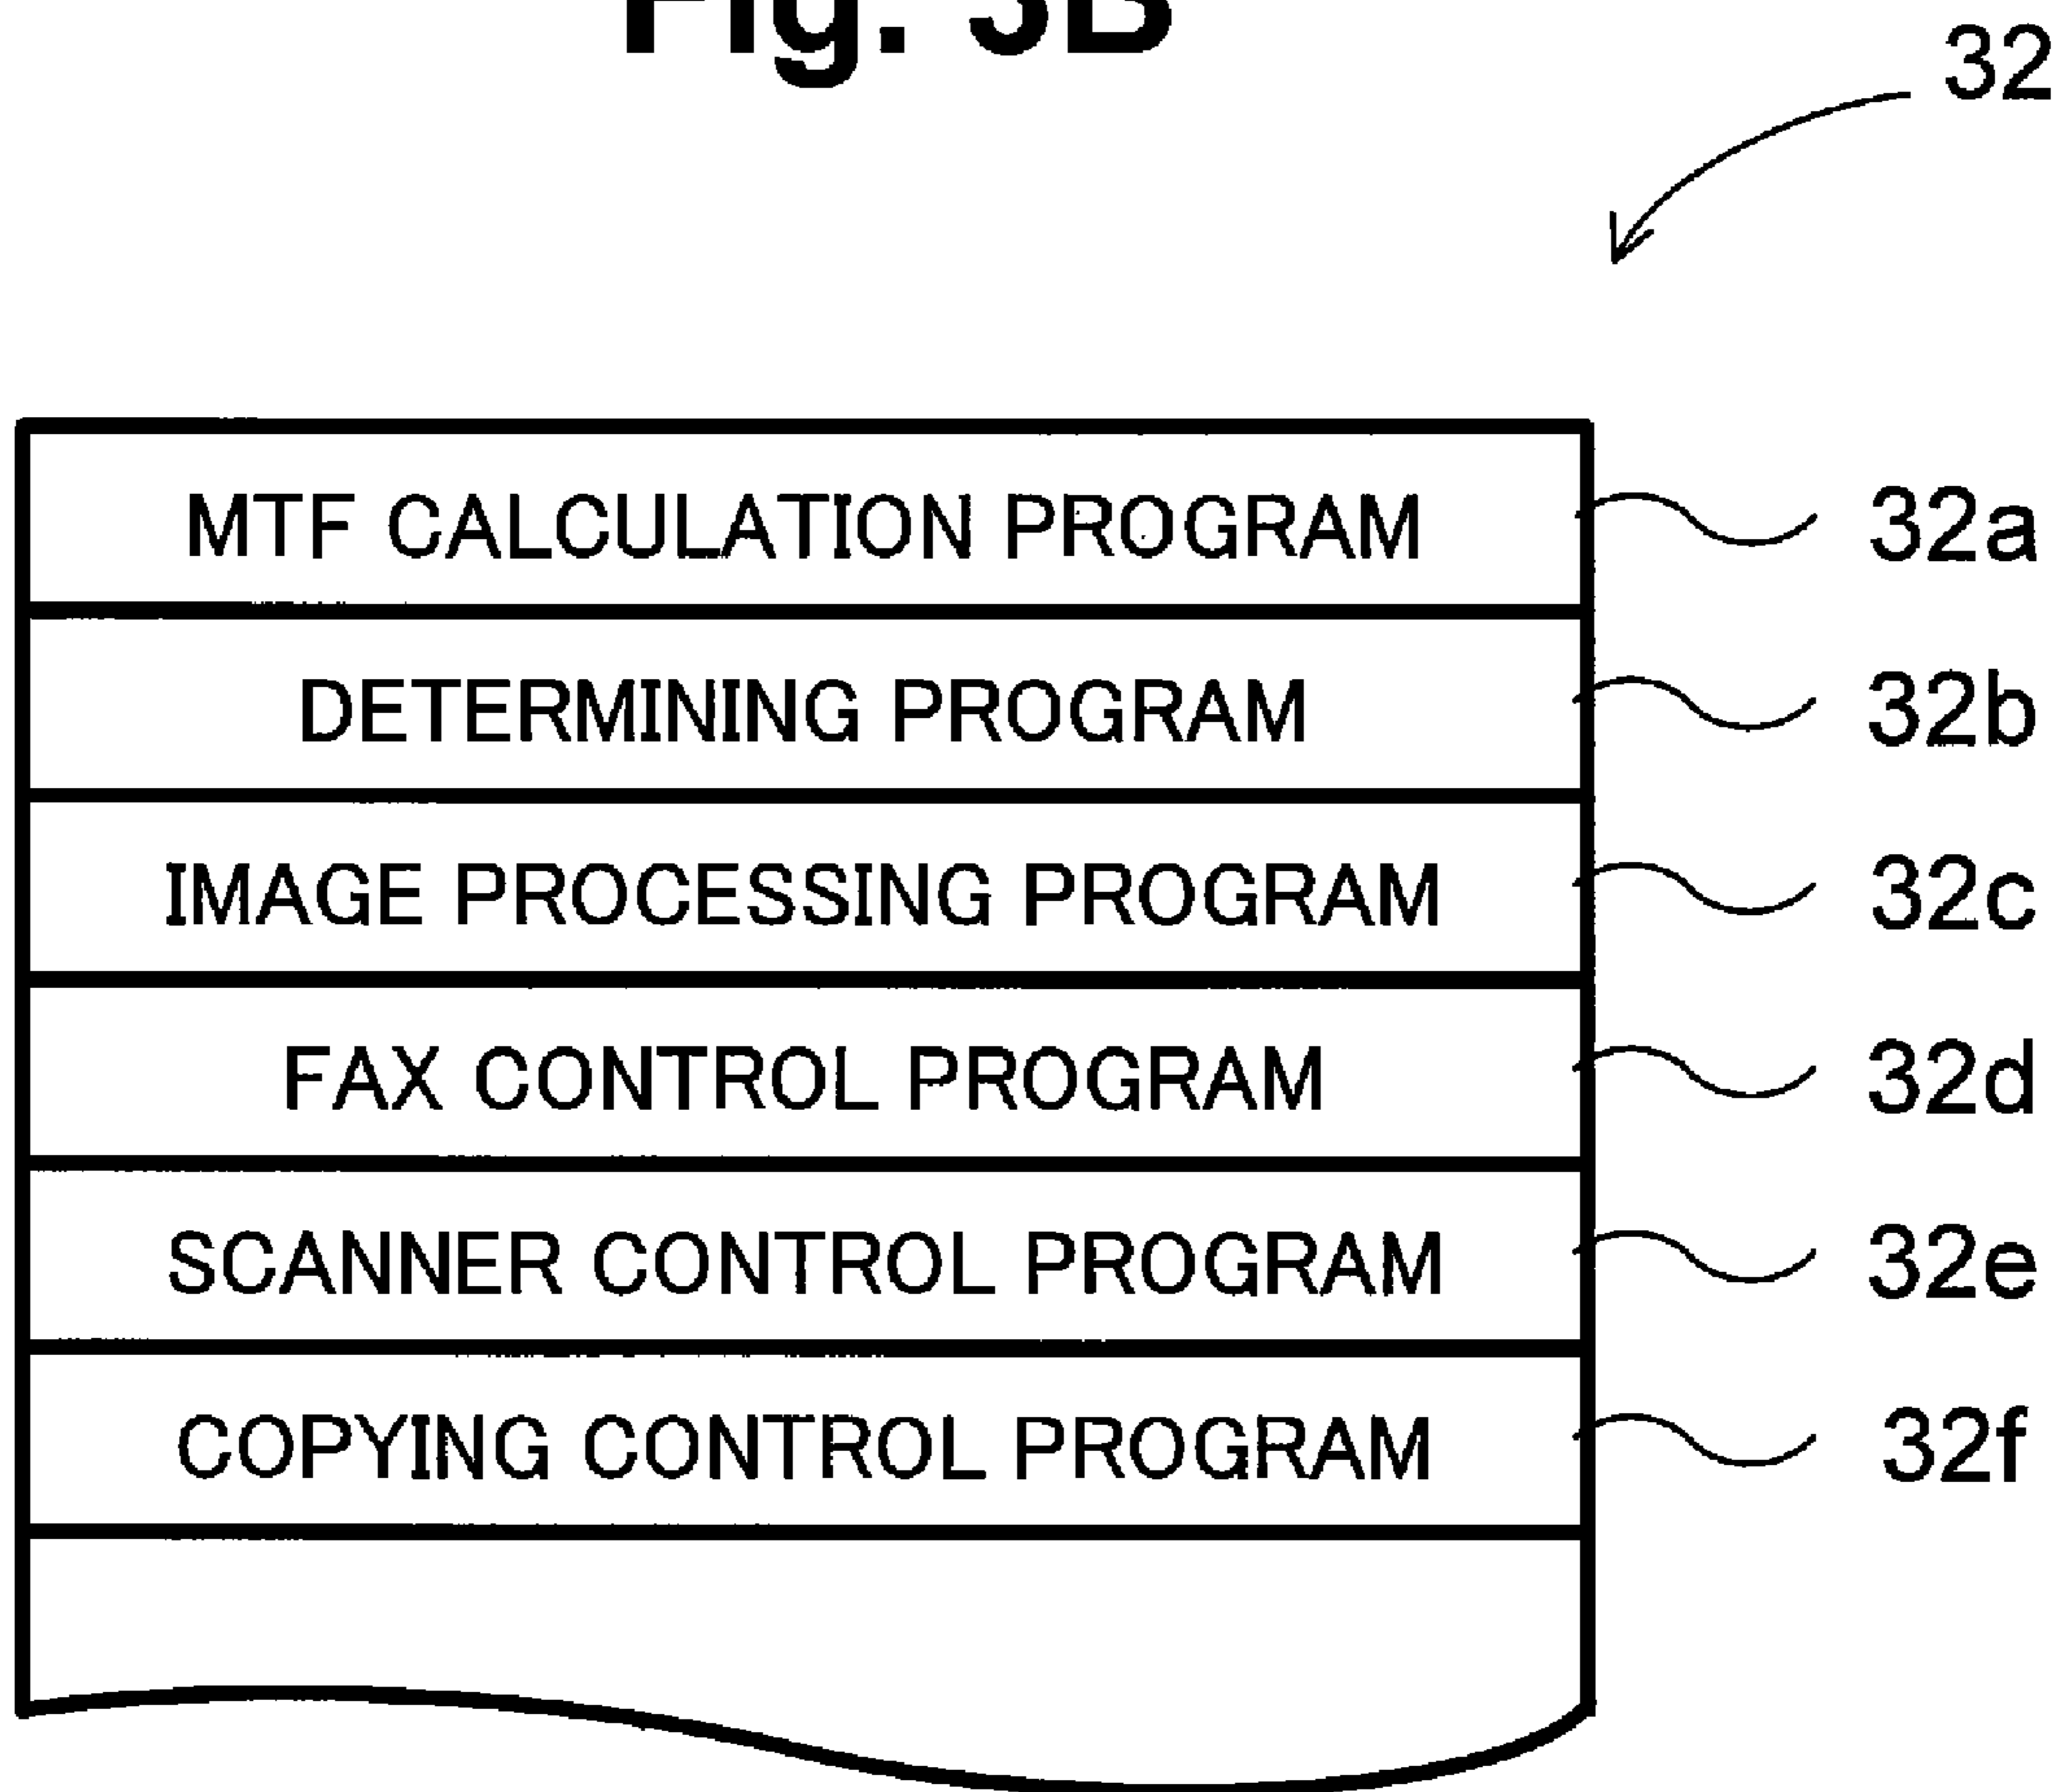 Fig. 3B
32
MTF CALCULATION PROGRAM 32a
DETERMINING PROGRAM 32b
IMAGE PROCESSING PROGRAM 32c
FAX CONTROL PROGRAM 32d
SCANNER CONTROL PROGRAM 32e
COPYING CONTROL PROGRAM 32f